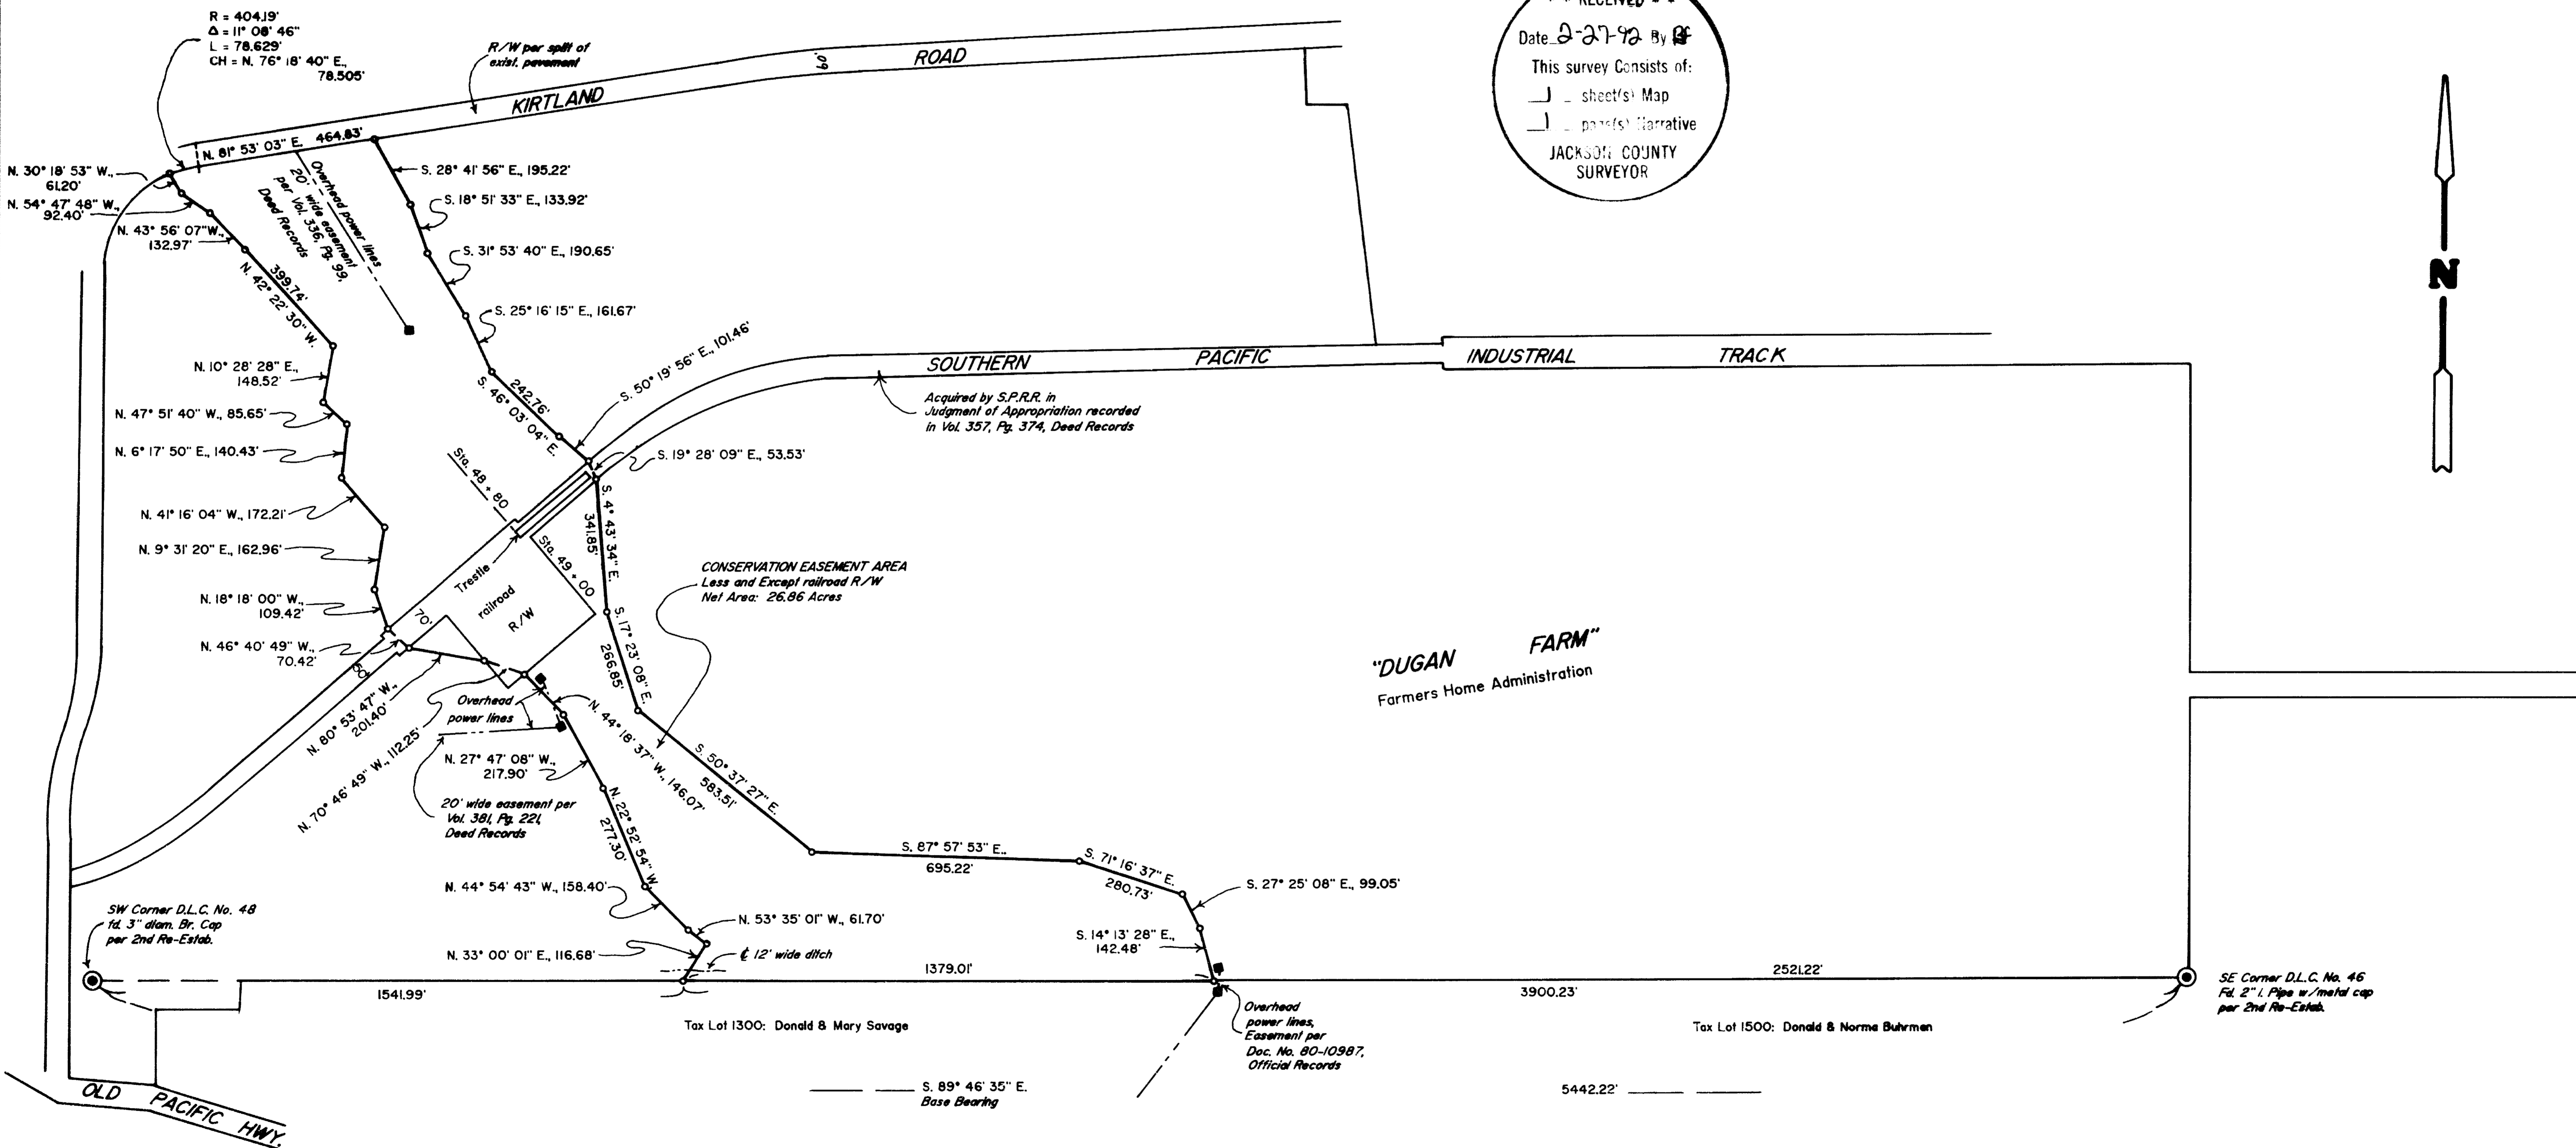 R = 404.19'
Δ = 11° 08' 46"
L = 78.629'
CH = N. 76° 18' 40" E.,
78.505'
R/W per split of
exist. pavement
KIRTLAND
60'
ROAD
RECEIVED
Date 2-27-92 By
This survey Consists of:
1 sheet(s) Map
1 page(s) Narrative
JACKSON COUNTY
SURVEYOR
N
N. 81° 53' 03" E. 464.83'
N. 30° 18' 53" W.,
61.20'
N. 54° 47' 48" W.,
92.40'
N. 43° 56' 07" W.,
132.97'
399.74'
N. 42° 22' 30" W.
Overhead power lines
20' wide easement
per Vol. 336, Pg. 99,
Deed Records
S. 28° 41' 56" E., 195.22'
S. 18° 51' 33" E., 133.92'
S. 31° 53' 40" E., 190.65'
S. 25° 16' 15" E., 161.67'
242.76'
S. 46° 03' 04" E.
S. 50° 19' 56" E., 101.46'
SOUTHERN PACIFIC INDUSTRIAL TRACK
Acquired by S.P.R.R. in
Judgment of Appropriation recorded
in Vol. 357, Pg. 374, Deed Records
N. 10° 28' 28" E.,
148.52'
N. 47° 51' 40" W., 85.65'
N. 6° 17' 50" E., 140.43'
N. 41° 16' 04" W., 172.21'
N. 9° 31' 20" E., 162.96'
N. 18° 18' 00" W.,
109.42'
N. 46° 40' 49" W.,
70.42'
Sta. 48 + 80
S. 19° 28' 09" E., 53.53'
S. 4° 43' 34" E.
341.85'
Sta. 49 + 00
Trestle
railroad
R/W
70'
50'
CONSERVATION EASEMENT AREA
Less and Except railroad R/W
Net Area: 26.86 Acres
S. 17° 23' 08" E.
266.85'
"DUGAN FARM"
Farmers Home Administration
N. 80° 53' 47" W.,
201.40'
N. 70° 46' 49" W., 112.25'
Overhead
power lines
N. 44° 18' 37" W., 146.07'
N. 27° 47' 08" W.,
217.90'
20' wide easement per
Vol. 381, Pg. 221,
Deed Records
N. 22° 52' 54" W.
277.30'
S. 50° 37' 27" E.
583.51'
S. 87° 57' 53" E..
695.22'
S. 71° 16' 37" E.
280.73'
S. 27° 25' 08" E., 99.05'
N. 44° 54' 43" W., 158.40'
N. 53° 35' 01" W., 61.70'
N. 33° 00' 01" E., 116.68'
℄ 12' wide ditch
S. 14° 13' 28" E.,
142.48'
SW Corner D.L.C. No. 48
fd. 3" diam. Br. Cap
per 2nd Re-Estab.
1541.99'
1379.01'
2521.22'
3900.23'
SE Corner D.L.C. No. 46
Fd. 2" i. Pipe w/metal cap
per 2nd Re-Estab.
Tax Lot 1300: Donald & Mary Savage
Overhead
power lines,
Easement per
Doc. No. 80-10987,
Official Records
Tax Lot 1500: Donald & Norma Buhrmen
S. 89° 46' 35" E.
Base Bearing
5442.22'
OLD PACIFIC HWY.